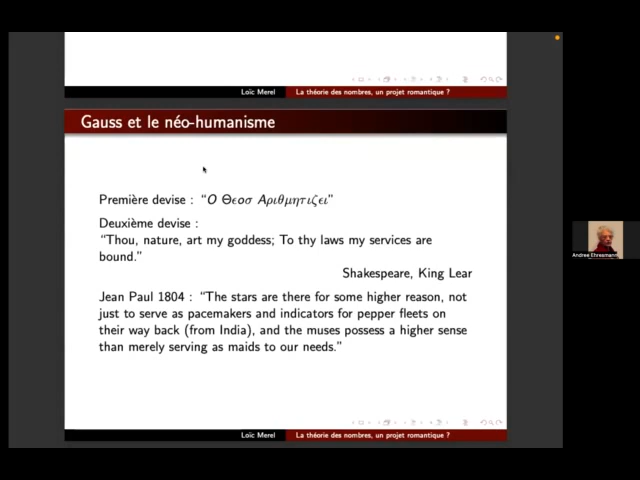 Loïc Merel La théorie des nombres, un projet romantique ?
Gauss et le néo-humanisme
Première devise : “Ο Θεοσ Αριθμητιζει”
Deuxième devise :
“Thou, nature, art my goddess; To thy laws my services are
bound.”
Shakespeare, King Lear
Jean Paul 1804 : “The stars are there for some higher reason, not
just to serve as pacemakers and indicators for pepper fleets on
their way back (from India), and the muses possess a higher sense
than merely serving as maids to our needs.”
Loïc Merel La théorie des nombres, un projet romantique ?
Andree Ehresmann